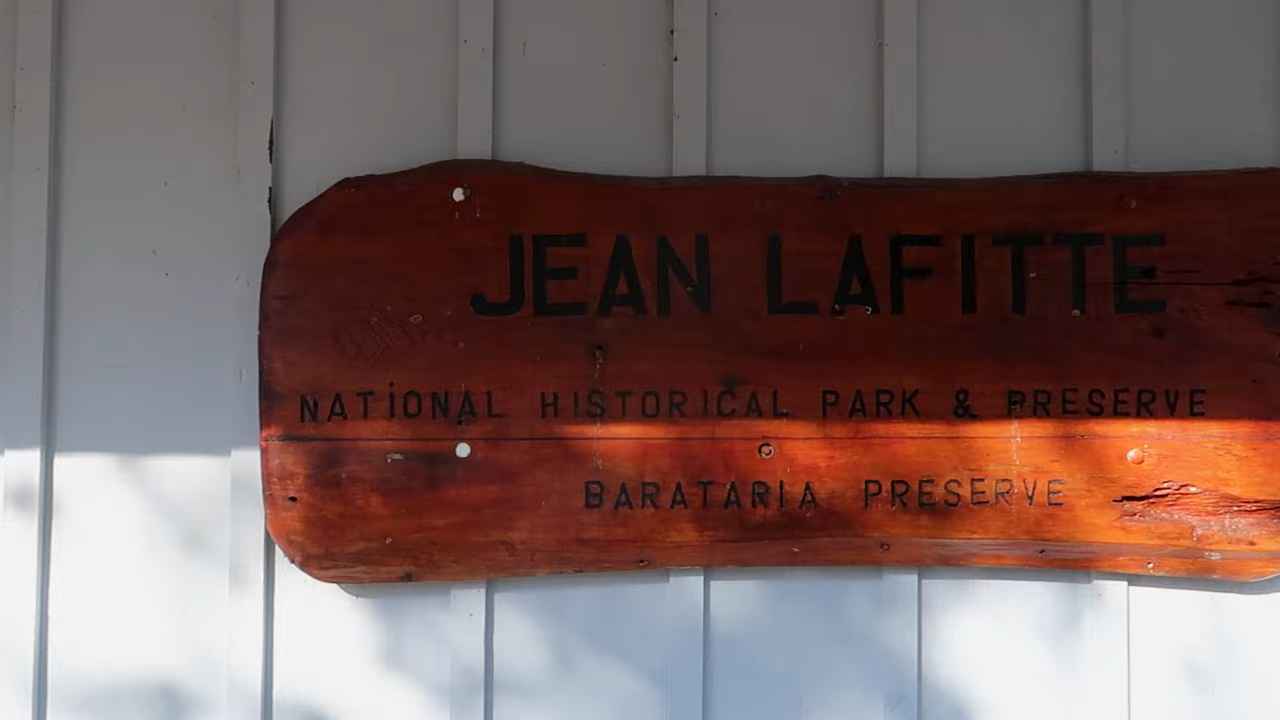 JEAN LAFITTE
NATIONAL HISTORICAL PARK & PRESERVE
BARATARIA PRESERVE